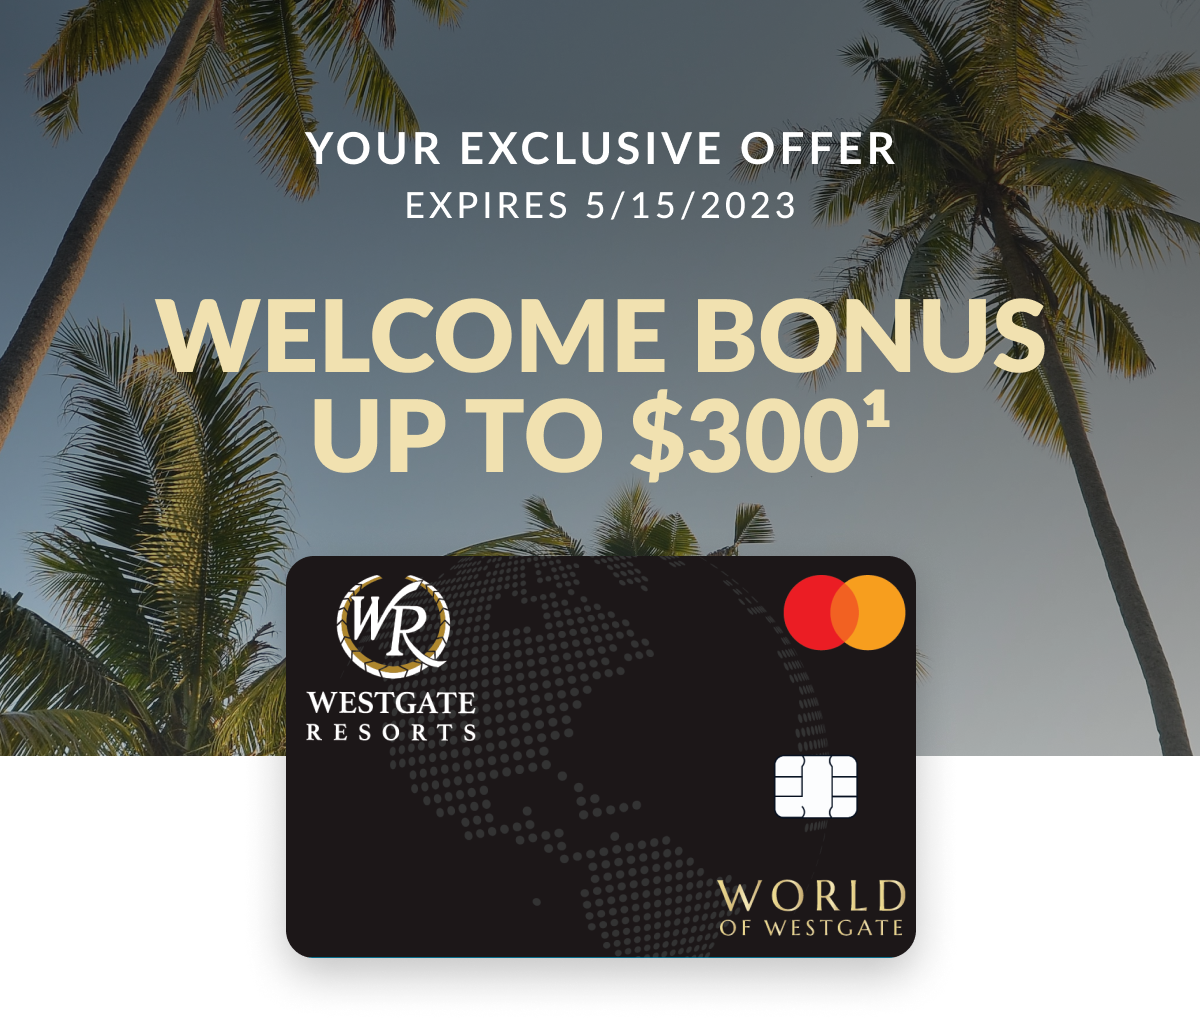 YOUR EXCLUSIVE OFFER
EXPIRES 5/15/2023
WELCOME BONUS
UP TO $300¹
WR
WESTGATE
RESORTS
WORLD
OF WESTGATE